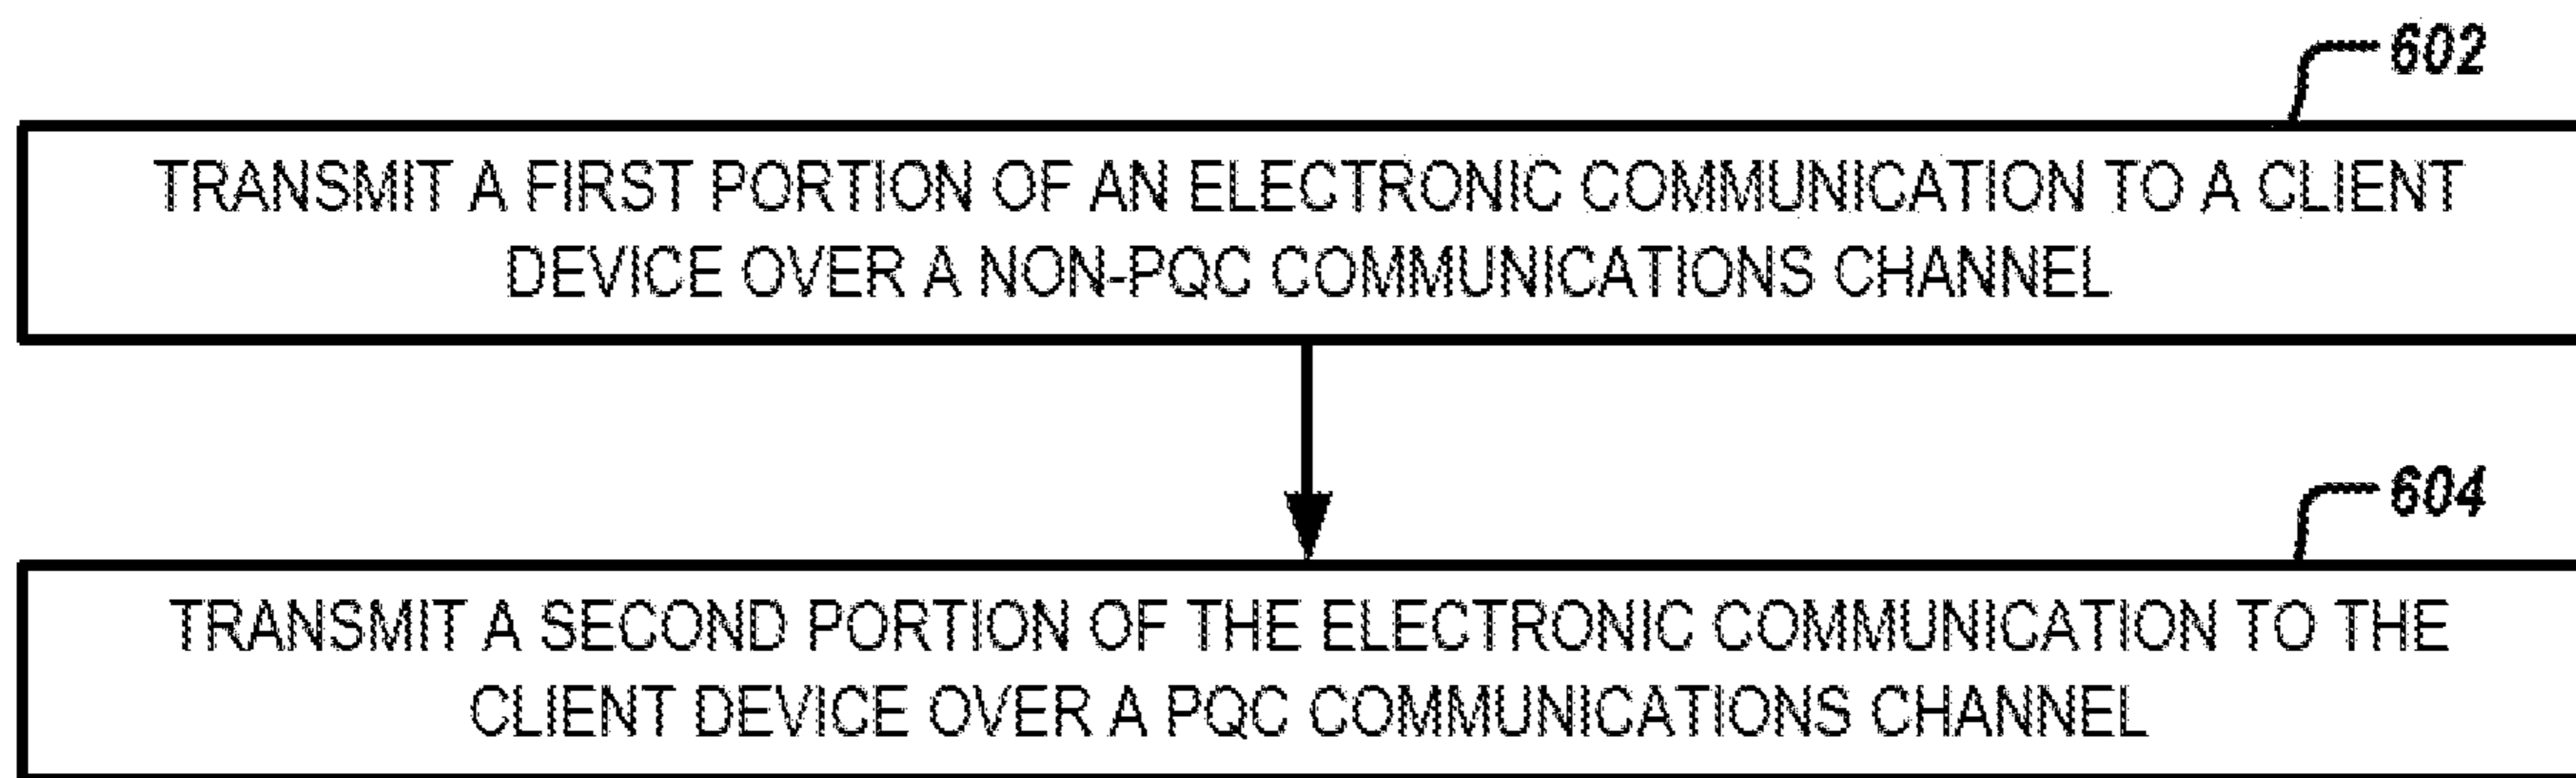 602
TRANSMIT A FIRST PORTION OF AN ELECTRONIC COMMUNICATION TO A CLIENT
DEVICE OVER A NON-PQC COMMUNICATIONS CHANNEL
604
TRANSMIT A SECOND PORTION OF THE ELECTRONIC COMMUNICATION TO THE
CLIENT DEVICE OVER A PQC COMMUNICATIONS CHANNEL